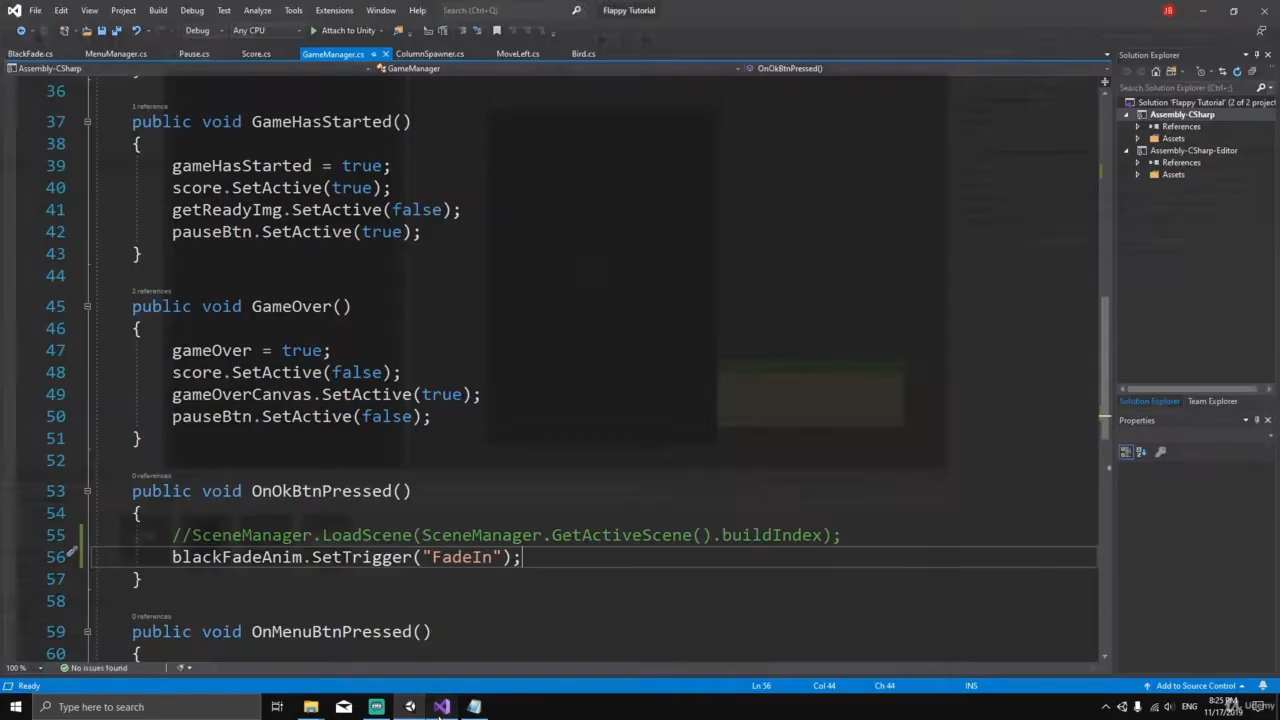 File Edit View Project Build Debug Test Analyze Tools Extensions Window Help Search (Ctrl+Q) Flappy Tutorial JB
Debug Any CPU Attach to Unity
BlackFade.cs MenuManager.cs Pause.cs Score.cs GameManager.cs ColumnSpawner.cs MoveLeft.cs Bird.cs
Assembly-CSharp GameManager OnOkBtnPressed()
36
1 reference
37 public void GameHasStarted()
38 {
39 gameHasStarted = true;
40 score.SetActive(true);
41 getReadyImg.SetActive(false);
42 pauseBtn.SetActive(true);
43 }
44
45 public void GameOver()
2 references
46 {
47 gameOver = true;
48 score.SetActive(false);
49 gameOverCanvas.SetActive(true);
50 pauseBtn.SetActive(false);
51 }
52
0 references
53 public void OnOkBtnPressed()
54 {
55 //SceneManager.LoadScene(SceneManager.GetActiveScene().buildIndex);
56 blackFadeAnim.SetTrigger("FadeIn");
57 }
58
0 references
59 public void OnMenuBtnPressed()
60 {
100 % No issues found
Solution Explorer
Search Solution Explorer (Ctrl+;)
Solution 'Flappy Tutorial' (2 of 2 project
Assembly-CSharp
References
Assets
Assembly-CSharp-Editor
References
Assets
Solution Explorer Team Explorer
Properties
Ready Ln 56 Col 44 Ch 44 INS Add to Source Control
Type here to search
8:25 PM
11/17/2019
Udemy